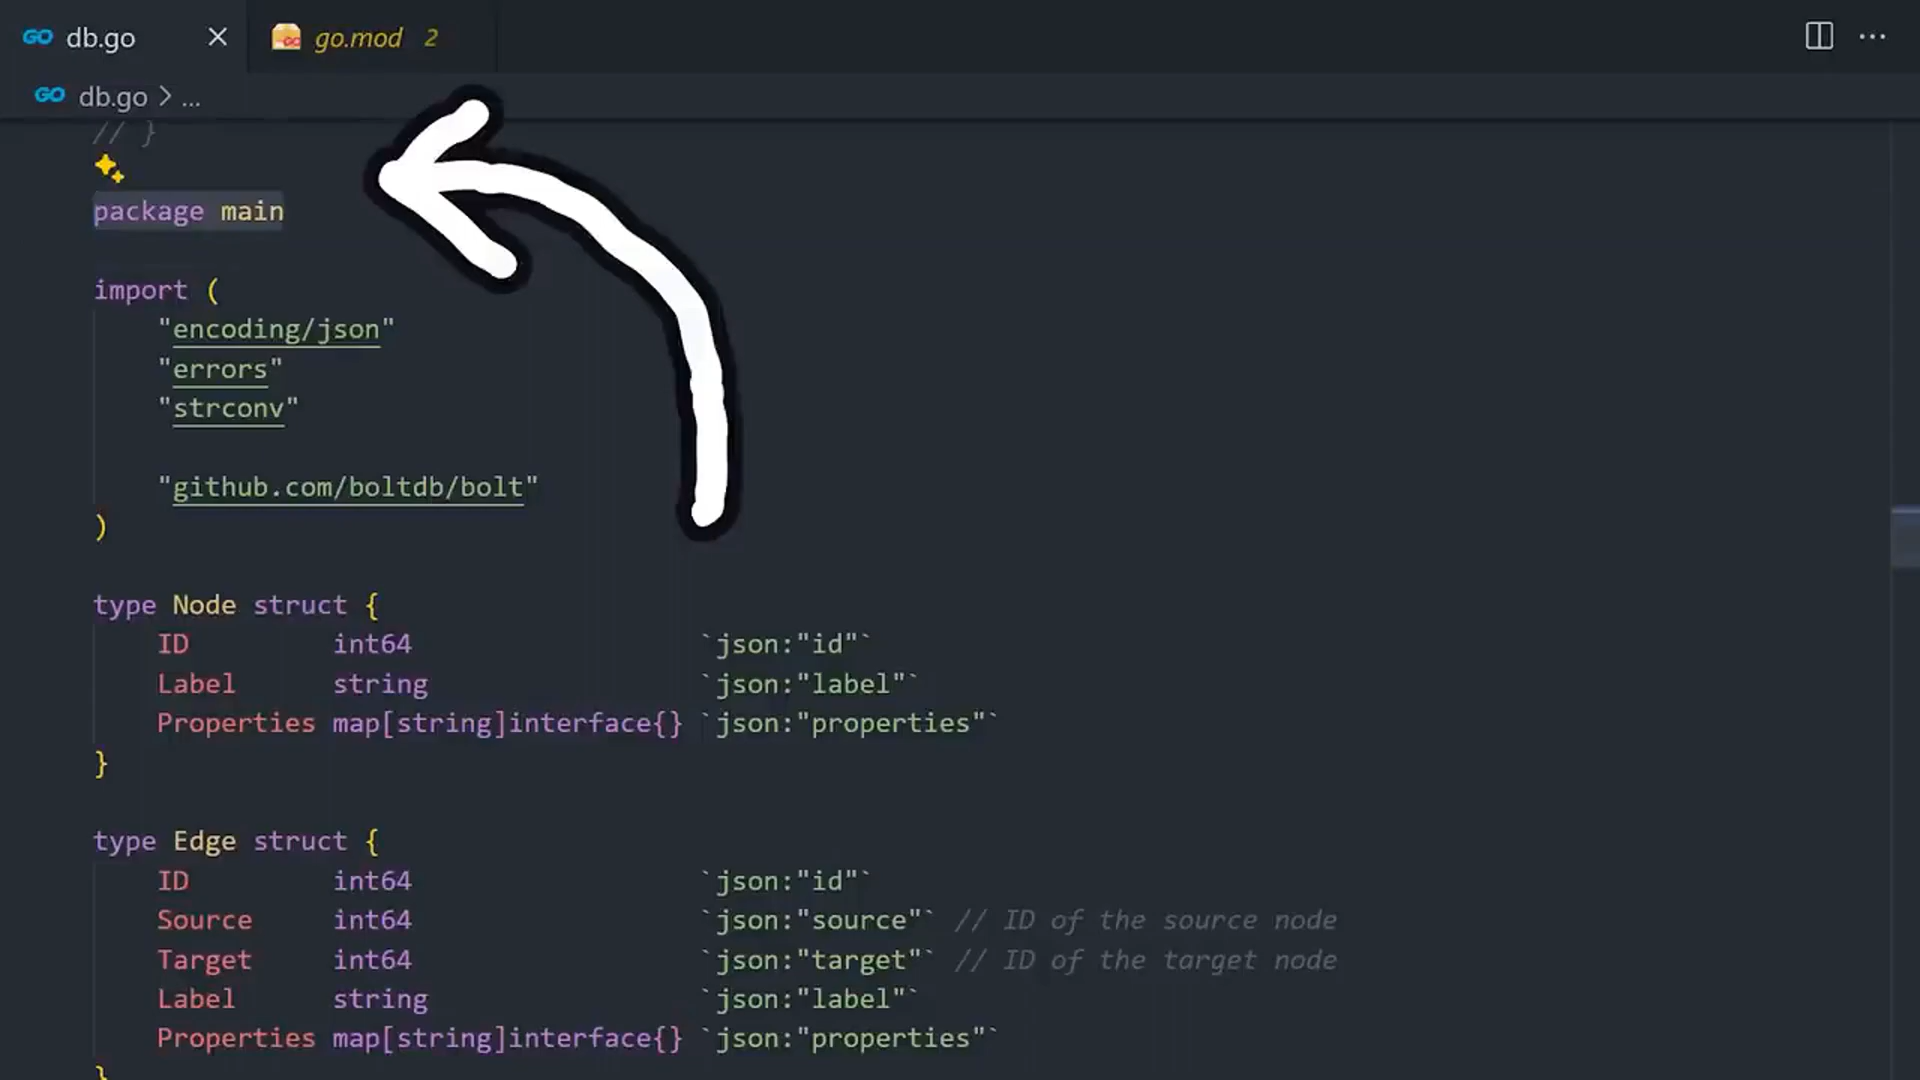 GO db.go
GO go.mod 2
GO db.go > ...
// }
package main
import (
"encoding/json"
"errors"
"strconv"
"github.com/boltdb/bolt"
)
type Node struct {
ID int64 `json:"id"`
Label string `json:"label"`
Properties map[string]interface{} `json:"properties"`
}
type Edge struct {
ID int64 `json:"id"`
Source int64 `json:"source"` // ID of the source node
Target int64 `json:"target"` // ID of the target node
Label string `json:"label"`
Properties map[string]interface{} `json:"properties"`
}